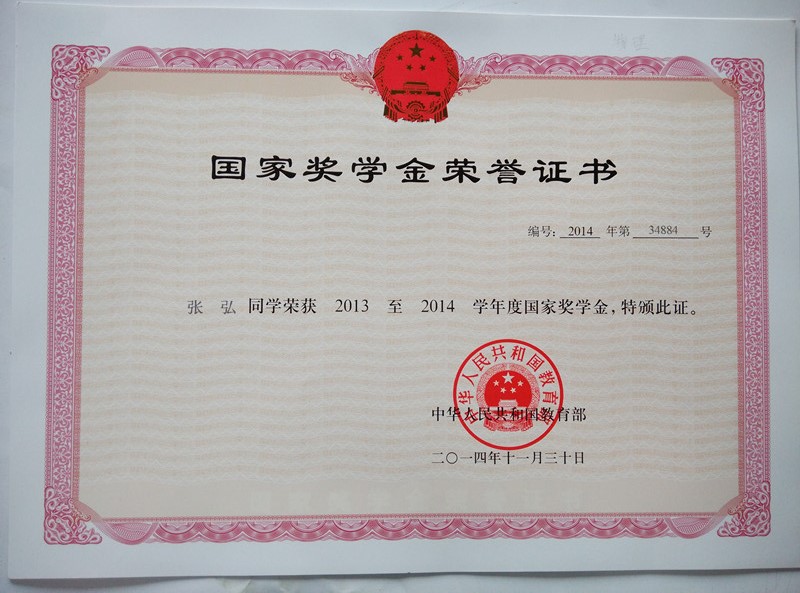 国家奖学金荣誉证书
编号: 2014 年第 34884 号
张 弘 同学荣获 2013 至 2014 学年度国家奖学金,特颁此证。
中华人民共和国教育部
中华人民共和国教育部
二〇一四年十一月三十日